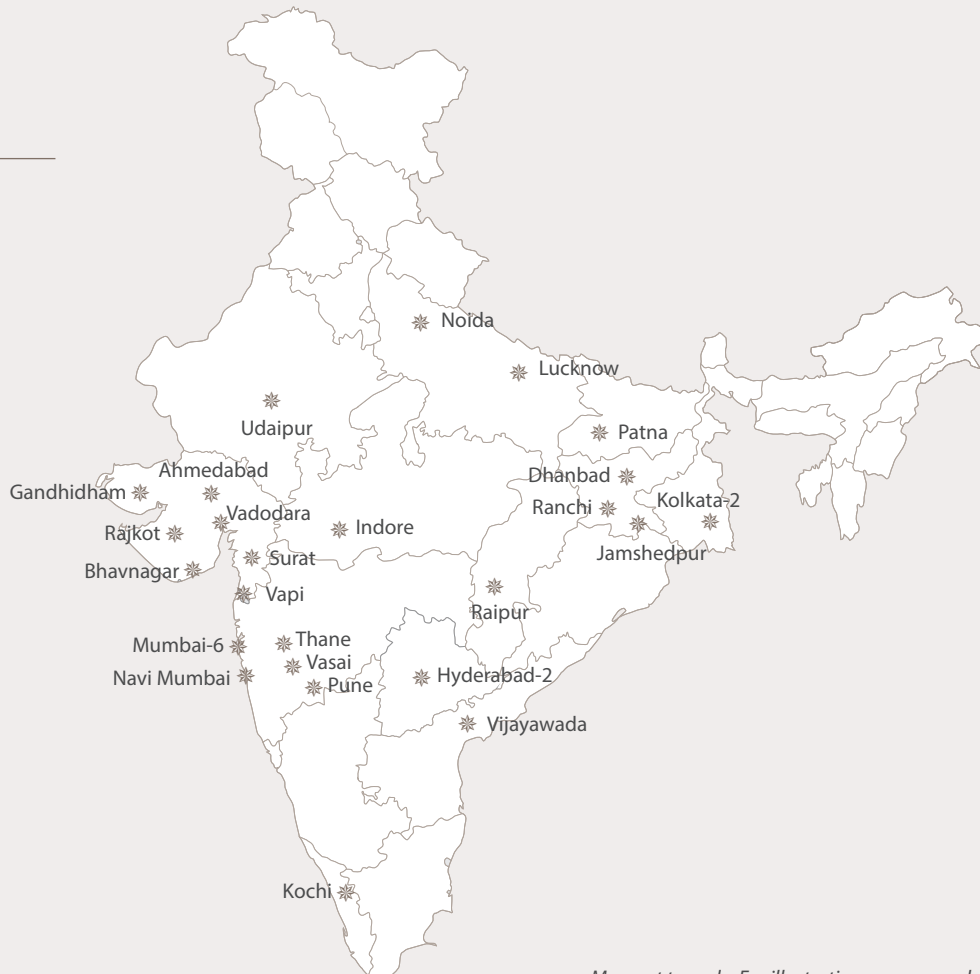 Noida
Lucknow
Udaipur
Patna
Ahmedabad
Dhanbad
Gandhidham
Kolkata-2
Ranchi
Vadodara
Rajkot
Indore
Jamshedpur
Surat
Bhavnagar
Vapi
Raipur
Thane
Mumbai-6
Vasai
Hyderabad-2
Navi Mumbai
Pune
Vijayawada
Kochi